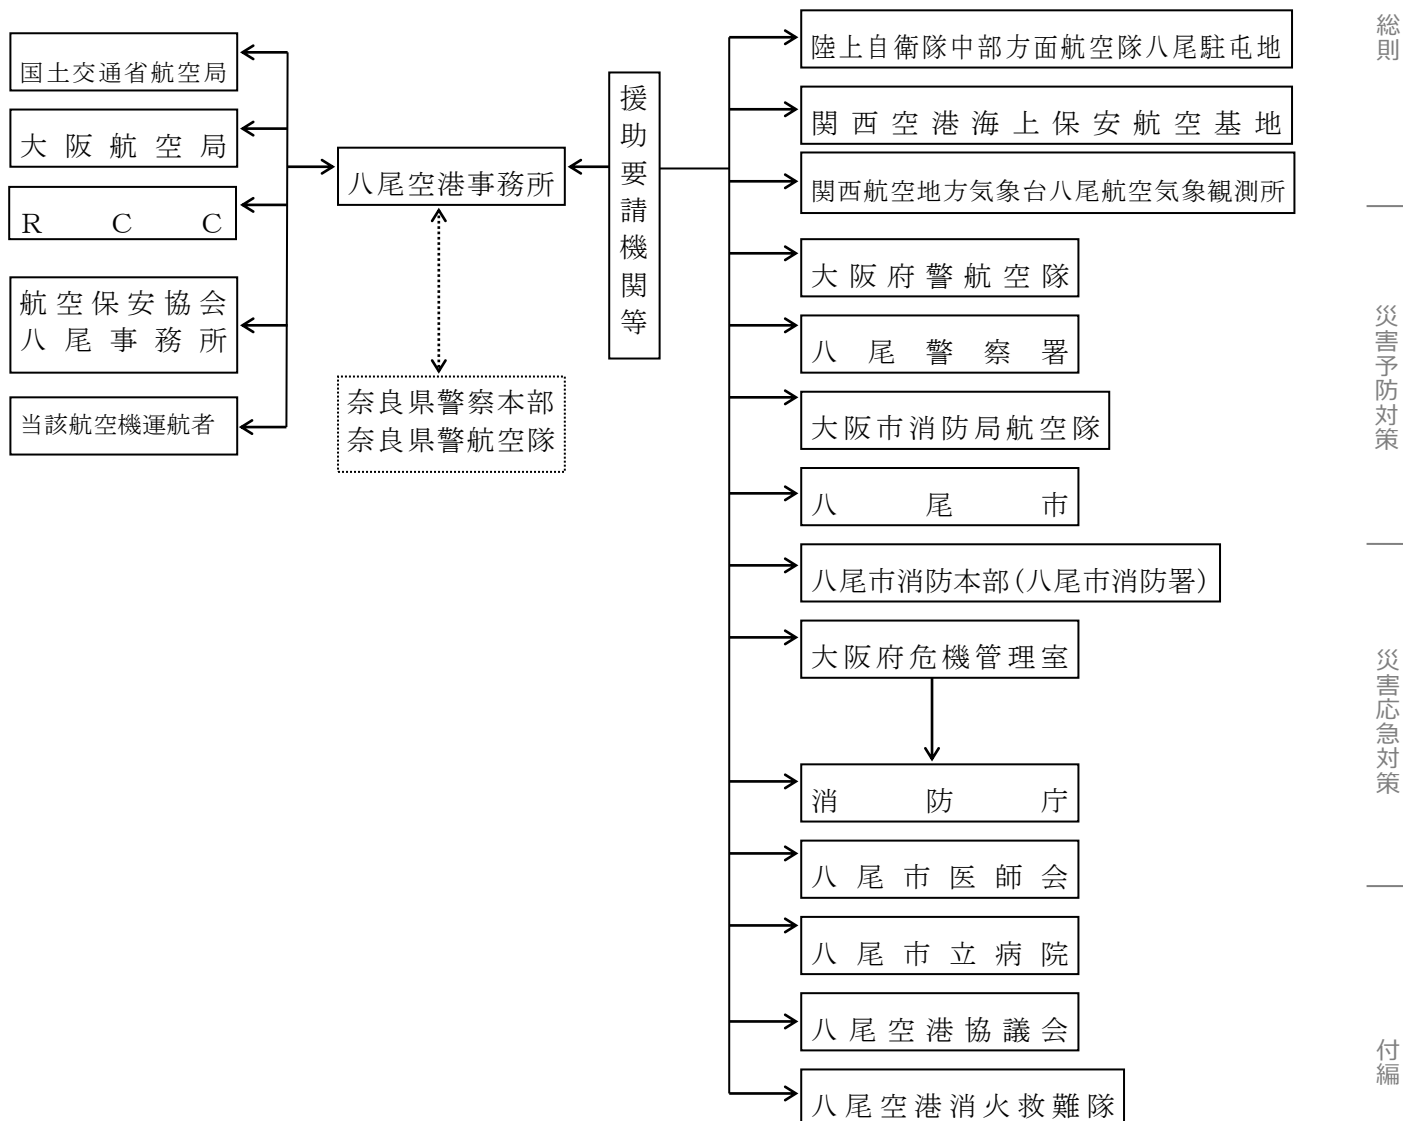 国土交通省航空局
大阪航空局
RCC
航空保安協会
八尾事務所
当該航空機運航者
八尾空港事務所
奈良県警察本部
奈良県警航空隊
援助要請機関等
陸上自衛隊中部方面航空隊八尾駐屯地
関西空港海上保安航空基地
関西航空地方気象台八尾航空気象観測所
大阪府警航空隊
八尾警察署
大阪市消防局航空隊
八尾市
八尾市消防本部(八尾市消防署)
大阪府危機管理室
消防庁
八尾市医師会
八尾市立病院
八尾空港協議会
八尾空港消火救難隊
総則
災害予防対策
災害応急対策
付編